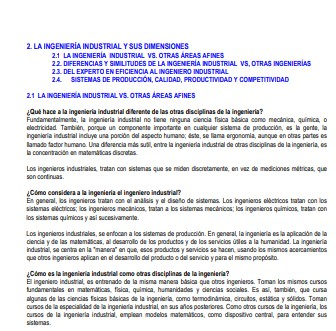 2. LA INGENIERÍA INDUSTRIAL Y SUS DIMENSIONES
2.1 LA INGENIERÍA INDUSTRIAL VS. OTRAS ÁREAS AFINES
2.2. DIFERENCIAS Y SIMILITUDES DE LA INGENIERÍA INDUSTRIAL VS, OTRAS INGENIERÍAS
2.3. DEL EXPERTO EN EFICIENCIA AL INGENIERO INDUSTRIAL
2.4. SISTEMAS DE PRODUCCIÓN, CALIDAD, PRODUCTIVIDAD Y COMPETITIVIDAD
2.1 LA INGENIERÍA INDUSTRIAL VS. OTRAS ÁREAS AFINES
¿Qué hace a la ingeniería industrial diferente de las otras disciplinas de la ingeniería?
Fundamentalmente, la ingeniería industrial no tiene ninguna ciencia física básica como mecánica, química, o
electricidad. También, porque un componente importante en cualquier sistema de producción, es la gente, la
ingeniería industrial incluye una porción del aspecto humano; éste, se llama ergonomía, aunque en otras partes es
llamado factor humano. Una diferencia más sutil, entre la ingeniería industrial de otras disciplinas de la ingeniería, es
la concentración en matemáticas discretas.
Los ingenieros industriales, tratan con sistemas que se miden discretamente, en vez de mediciones métricas, que
son continuas.
¿Cómo considera a la ingeniería el ingeniero industrial?
En general, los ingenieros tratan con el análisis y el diseño de sistemas. Los ingenieros eléctricos tratan con los
sistemas eléctricos; los ingenieros mecánicos, tratan a los sistemas mecánicos; los ingenieros químicos, tratan con
los sistemas químicos y así sucesivamente.
Los ingenieros industriales, se enfocan a los sistemas de producción. En general, la ingeniería es la aplicación de la
ciencia y de las matemáticas, al desarrollo de los productos y de los servicios útiles a la humanidad. La ingeniería
industrial, se centra en la "manera" en que, esos productos y servicios se hacen, usando los mismos acercamientos
que otros ingenieros aplican en el desarrollo del producto o del servicio y para el mismo propósito.
¿Cómo es la ingeniería industrial como otras disciplinas de la ingeniería?
El ingeniero industrial, es entrenado de la misma manera básica que otros ingenieros. Toman los mismos cursos
fundamentales en matemáticas, física, química, humanidades y ciencias sociales. Es así, también, que cursa
algunas de las ciencias físicas básicas de la ingeniería, como termodinámica, circuitos, estática y sólidos. Toman
cursos de la especialidad de la ingeniería industrial, en sus años posteriores. Como otros cursos de la ingeniería, los
cursos de la ingeniería industrial, emplean modelos matemáticos, como dispositivo central, para entender sus
sistemas.